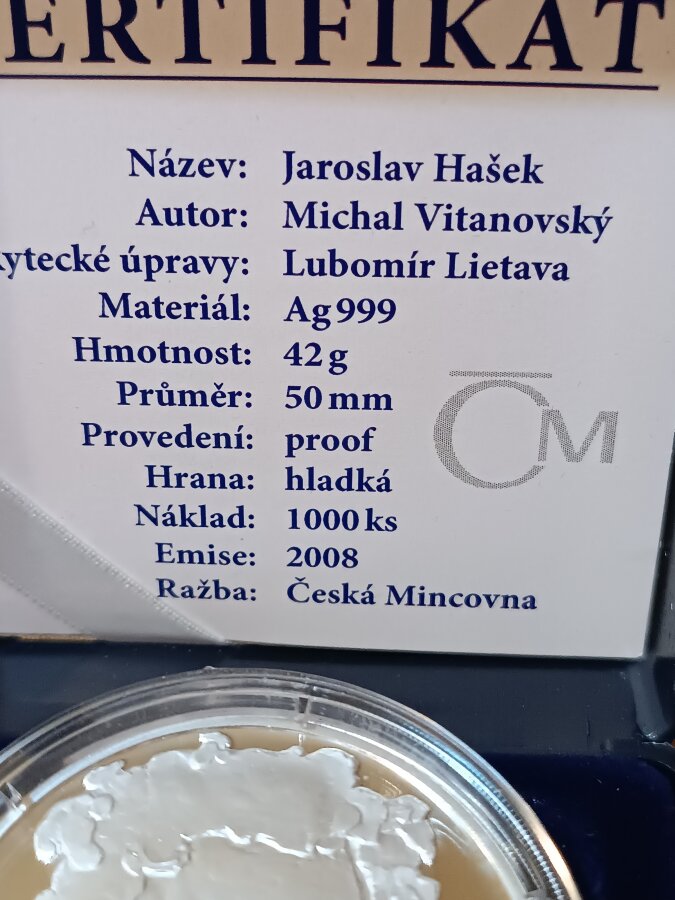 ERTIFIKÁT
Název: Jaroslav Hašek
Autor: Michal Vitanovský
ytecké úpravy: Lubomír Lietava
Materiál: Ag 999
Hmotnost: 42 g
Průměr: 50 mm
Provedení: proof
Hrana: hladká
Náklad: 1000 ks
Emise: 2008
Ražba: Česká Mincovna
ČM